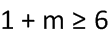 1 + m ≥ 6